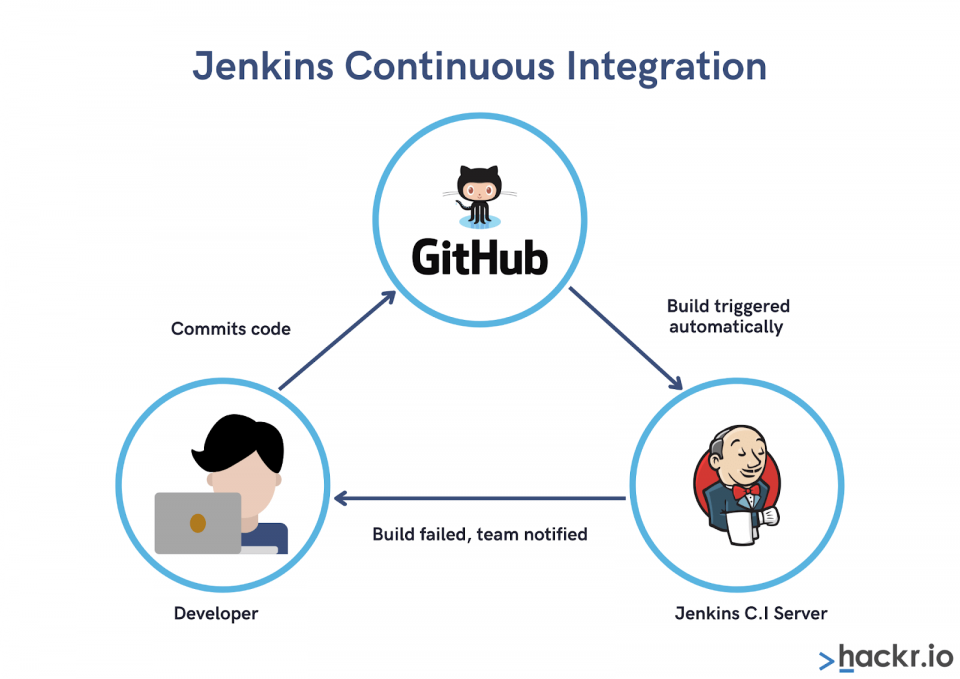 Jenkins Continuous Integration
GitHub
Commits code
Build triggered
automatically
Build failed, team notified
Developer
Jenkins C.I Server
>hackr.io